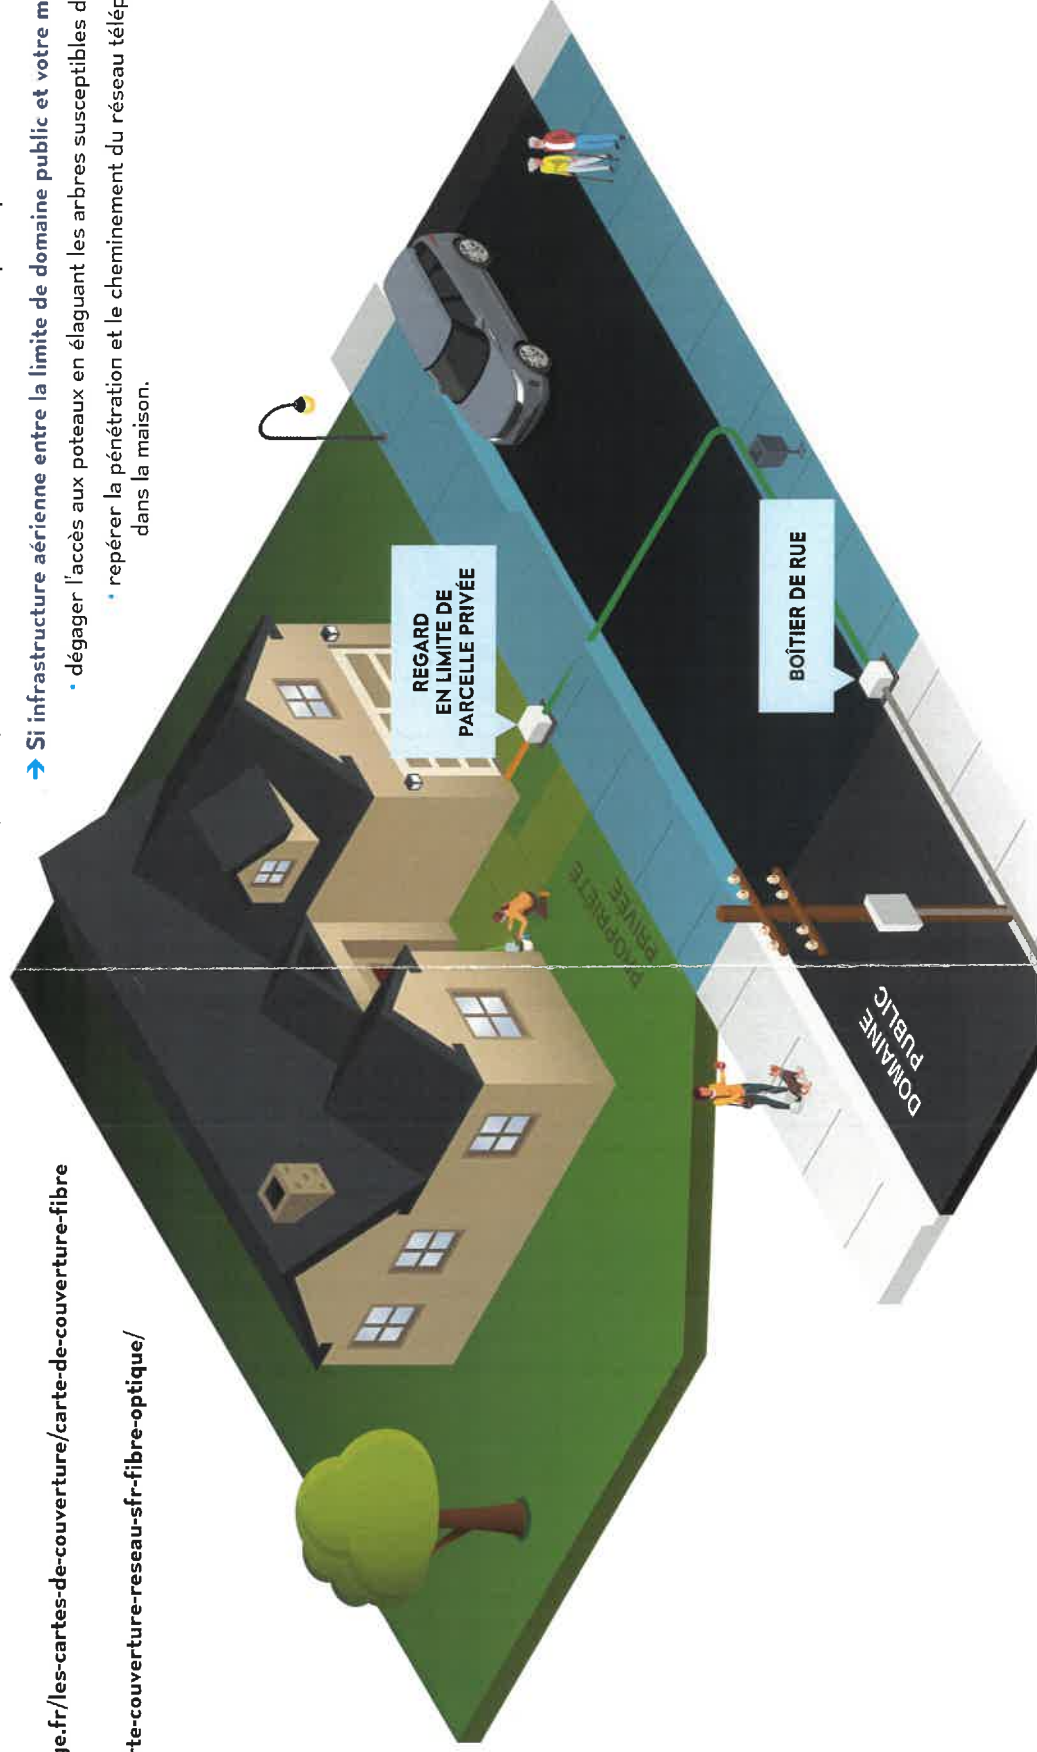 ge.fr/les-cartes-de-couverture/carte-de-couverture-fibre
rte-couverture-reseau-sfr-fibre-optique/
➔ Si infrastructure aérienne entre la limite de domaine public et votre m
• dégager l'accès aux poteaux en élaguant les arbres susceptibles d
• repérer la pénétration et le cheminement du réseau télép
dans la maison.
REGARD
EN LIMITE DE
PARCELLE PRIVÉE
PROPRIÉTÉ
PRIVÉE
BOÎTIER DE RUE
DOMAINE
PUBLIC